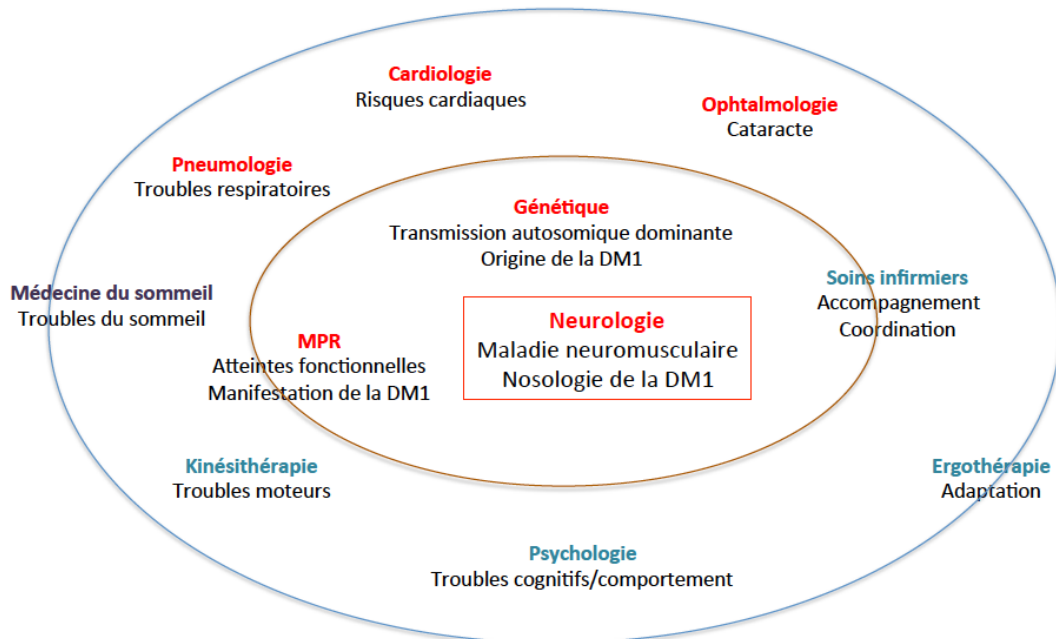 Cardiologie
Risques cardiaques
Ophtalmologie
Cataracte
Pneumologie
Troubles respiratoires
Génétique
Transmission autosomique dominante
Origine de la DM1
Médecine du sommeil
Troubles du sommeil
Soins infirmiers
Accompagnement
Coordination
Neurologie
Maladie neuromusculaire
Nosologie de la DM1
MPR
Atteintes fonctionnelles
Manifestation de la DM1
Kinésithérapie
Troubles moteurs
Ergothérapie
Adaptation
Psychologie
Troubles cognitifs/comportement